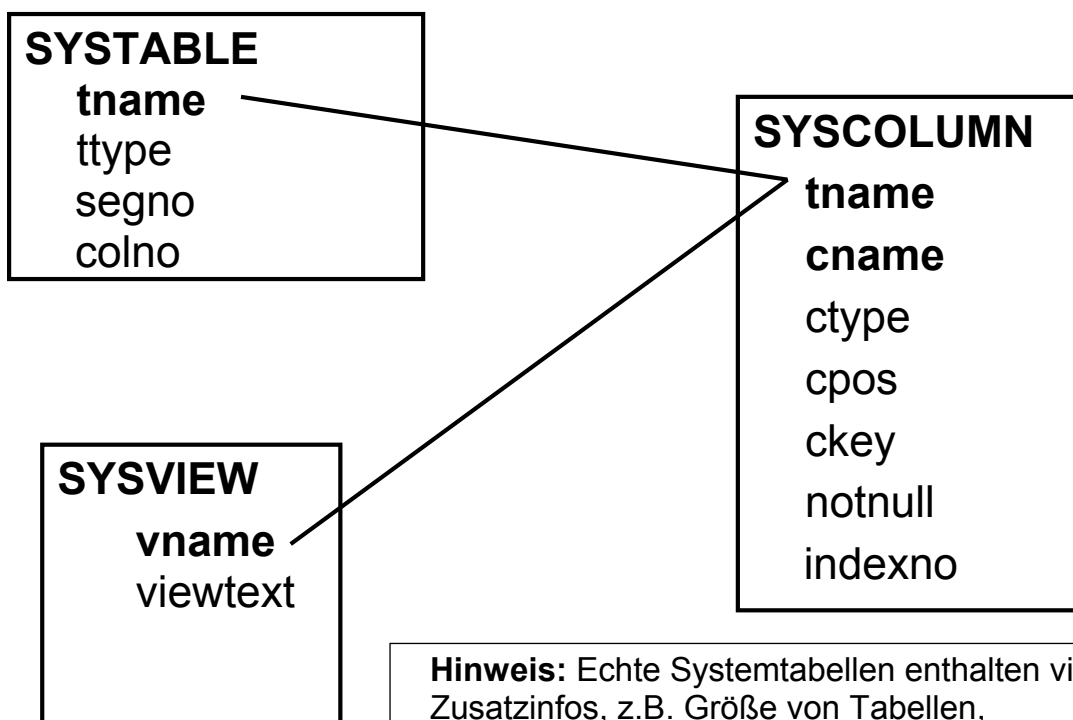 SYSTABLE
tname
ttype
segno
colno
SYSCOLUMN
tname
cname
ctype
cpos
ckey
notnull
indexno
SYSVIEW
vname
viewtext
Hinweis: Echte Systemtabellen enthalten
Zusatzinfos, z.B. Größe von Tabellen,